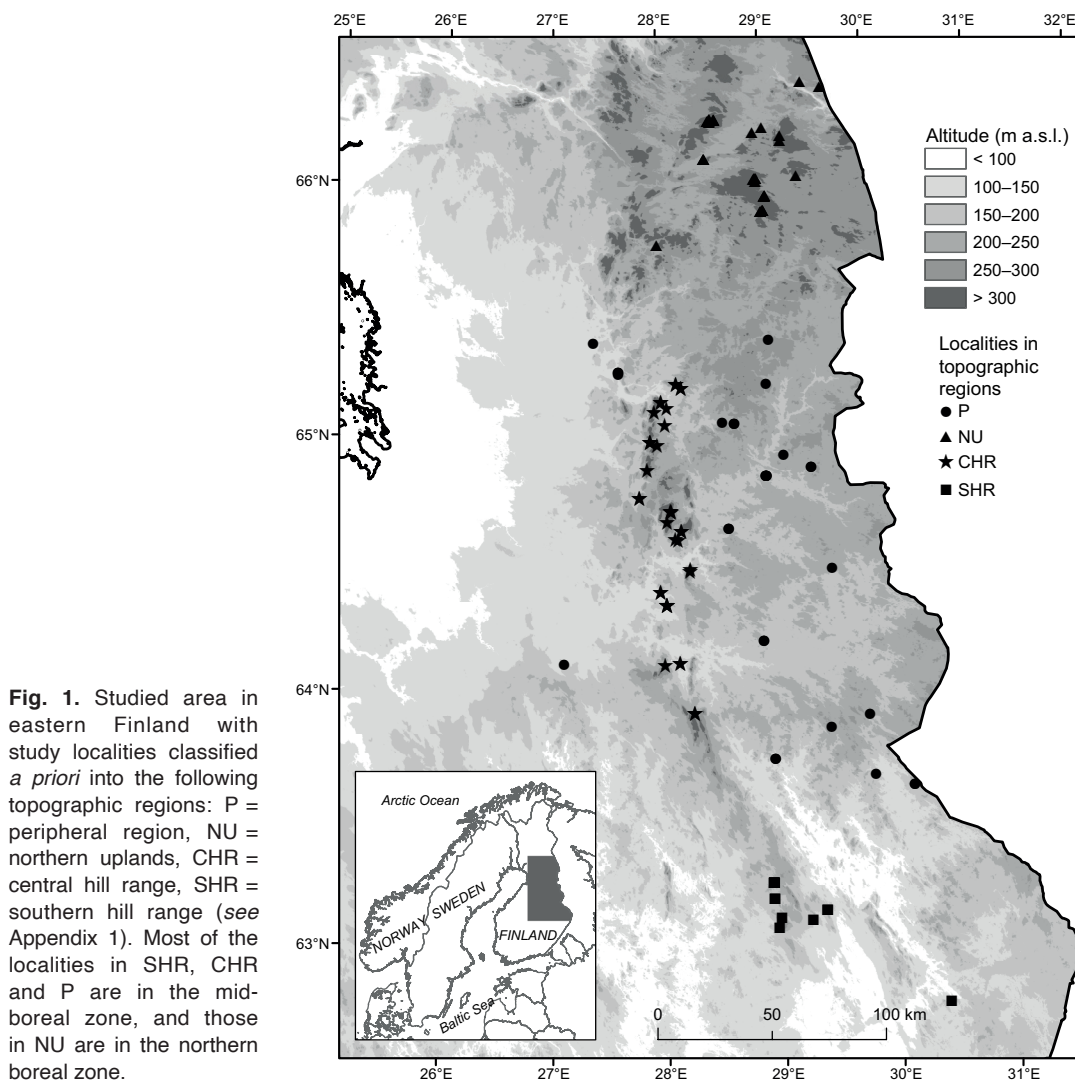 25°E 26°E 27°E 28°E 29°E 30°E 31°E 32°E
Altitude (m a.s.l.)
< 100
100–150
150–200
200–250
250–300
> 300
66°N
Localities in
topographic
regions
P
NU
CHR
SHR
65°N
64°N
63°N
Arctic Ocean
NORWAY
SWEDEN
FINLAND
Baltic Sea
0 50 100 km
26°E 27°E 28°E 29°E 30°E 31°E
Fig. 1. Studied area in
eastern Finland with
study localities classified
a priori into the following
topographic regions: P =
peripheral region, NU =
northern uplands, CHR =
central hill range, SHR =
southern hill range (see
Appendix 1). Most of the
localities in SHR, CHR
and P are in the mid-
boreal zone, and those
in NU are in the northern
boreal zone.